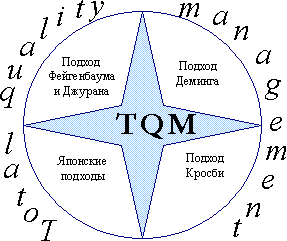 Total quality management
Подход
Фейгенбаума
и Джурана
Подход
Деминга
TQM
Японские
подходы
Подход
Кросби